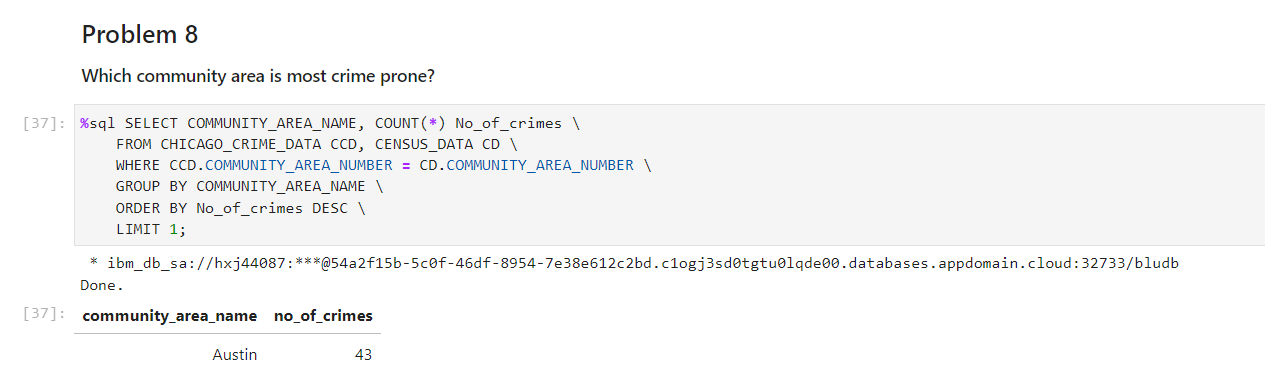 Problem 8
Which community area is most crime prone?
[37]: %sql SELECT COMMUNITY_AREA_NAME, COUNT(*) No_of_crimes \
FROM CHICAGO_CRIME_DATA CCD, CENSUS_DATA CD \
WHERE CCD.COMMUNITY_AREA_NUMBER = CD.COMMUNITY_AREA_NUMBER \
GROUP BY COMMUNITY_AREA_NAME \
ORDER BY No_of_crimes DESC \
LIMIT 1;
* ibm_db_sa://hxj44087:***@54a2f15b-5c0f-46df-8954-7e38e612c2bd.c1ogj3sd0tgtu0lqde00.databases.appdomain.cloud:32733/bludb
Done.
[37]: community_area_name no_of_crimes
Austin 43